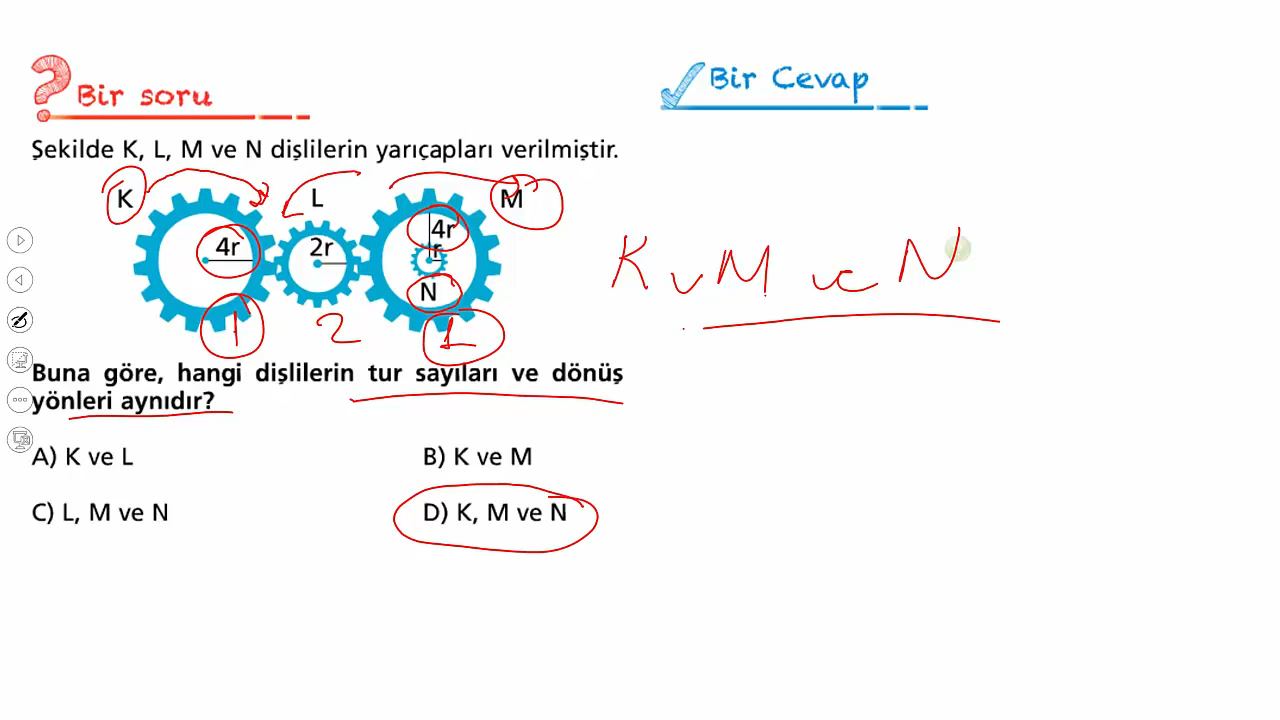 Bir soru
Bir Cevap
Şekilde K, L, M ve N dişlilerin yarıçapları verilmiştir.
K
L
M
4r
2r
4r
r
N
1
2
1
K v M ve N
Buna göre, hangi dişlilerin tur sayıları ve dönüş
yönleri aynıdır?
A) K ve L
B) K ve M
C) L, M ve N
D) K, M ve N